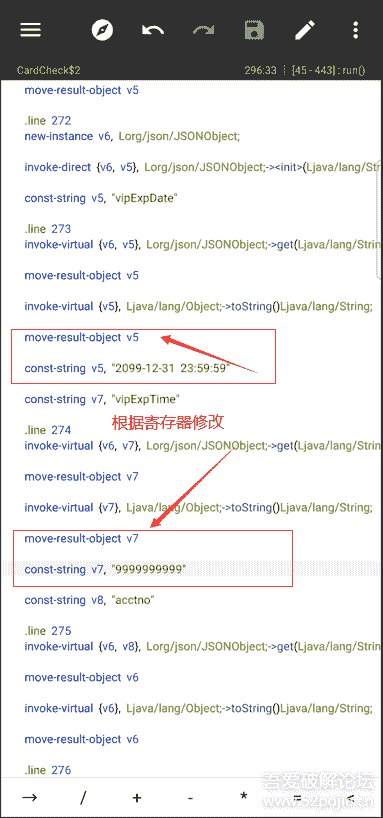 CardCheck$2
296:33 ⋮ [45 - 443] : run()
move-result-object v5
.line 272
new-instance v6, Lorg/json/JSONObject;
invoke-direct {v6, v5}, Lorg/json/JSONObject;-><init>(Ljava/lang/Stri
const-string v5, "vipExpDate"
.line 273
invoke-virtual {v6, v5}, Lorg/json/JSONObject;->get(Ljava/lang/Strin
move-result-object v5
invoke-virtual {v5}, Ljava/lang/Object;->toString()Ljava/lang/String;
move-result-object v5
const-string v5, "2099-12-31 23:59:59"
const-string v7, "vipExpTime"
根据寄存器修改
.line 274
invoke-virtual {v6, v7}, Lorg/json/JSONObject;->get(Ljava/lang/Strin
move-result-object v7
invoke-virtual {v7}, Ljava/lang/Object;->toString()Ljava/lang/String;
move-result-object v7
const-string v7, "9999999999"
const-string v8, "acctno"
.line 275
invoke-virtual {v6, v8}, Lorg/json/JSONObject;->get(Ljava/lang/Strin
move-result-object v6
invoke-virtual {v6}, Ljava/lang/Object;->toString()Ljava/lang/String;
move-result-object v6
.line 276
吾爱破解论坛
www.52pojie.cn
→ / + - * = <